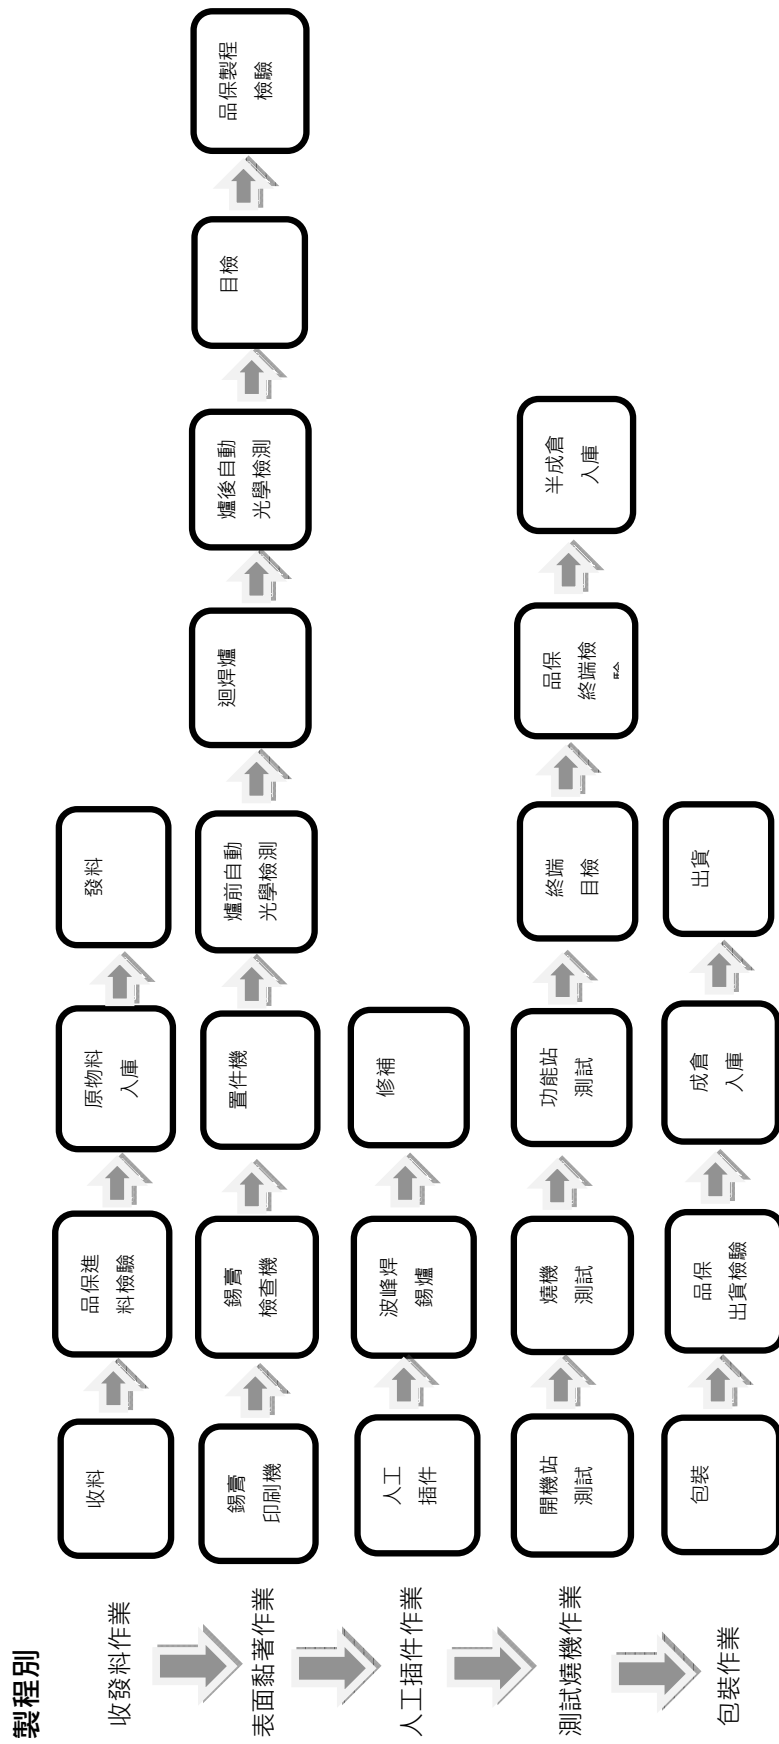 製程別
收發料作業
收料
品保進
料檢驗
原物料
入庫
發料
表面黏著作業
錫膏
印刷機
錫膏
檢查機
置件機
爐前自動
光學檢測
迴焊爐
爐後自動
光學檢測
目檢
品保製程
檢驗
人工插件作業
人工
插件
波峰焊
錫爐
修補
測試燒機作業
開機站
測試
燒機
測試
功能站
測試
終端
目檢
品保
終端檢
半成倉
入庫
包裝作業
包裝
品保
出貨檢驗
成倉
入庫
出貨